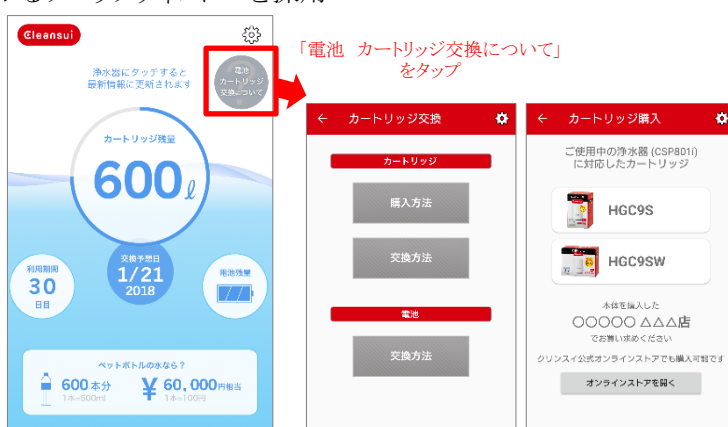 Cleansui
浄水器にタッチすると
最新情報に更新されます
電池
カートリッジ
交換について
「電池　カートリッジ交換について」
をタップ
カートリッジ残量
600ℓ
利用期間
30
日目
交換予想日
1/21
2018
電池残量
ペットボトルの水なら？
600本分
1本=500ml
¥ 60,000円相当
1本=100円
← カートリッジ交換
カートリッジ
購入方法
交換方法
電池
交換方法
← カートリッジ購入
ご使用中の浄水器 (CSP801i)
に対応したカートリッジ
HGC9S
HGC9SW
本体を購入した
○○○○○ △△△店
でお買い求めください
クリンスイ公式オンラインストアでも購入可能です
オンラインストアを開く